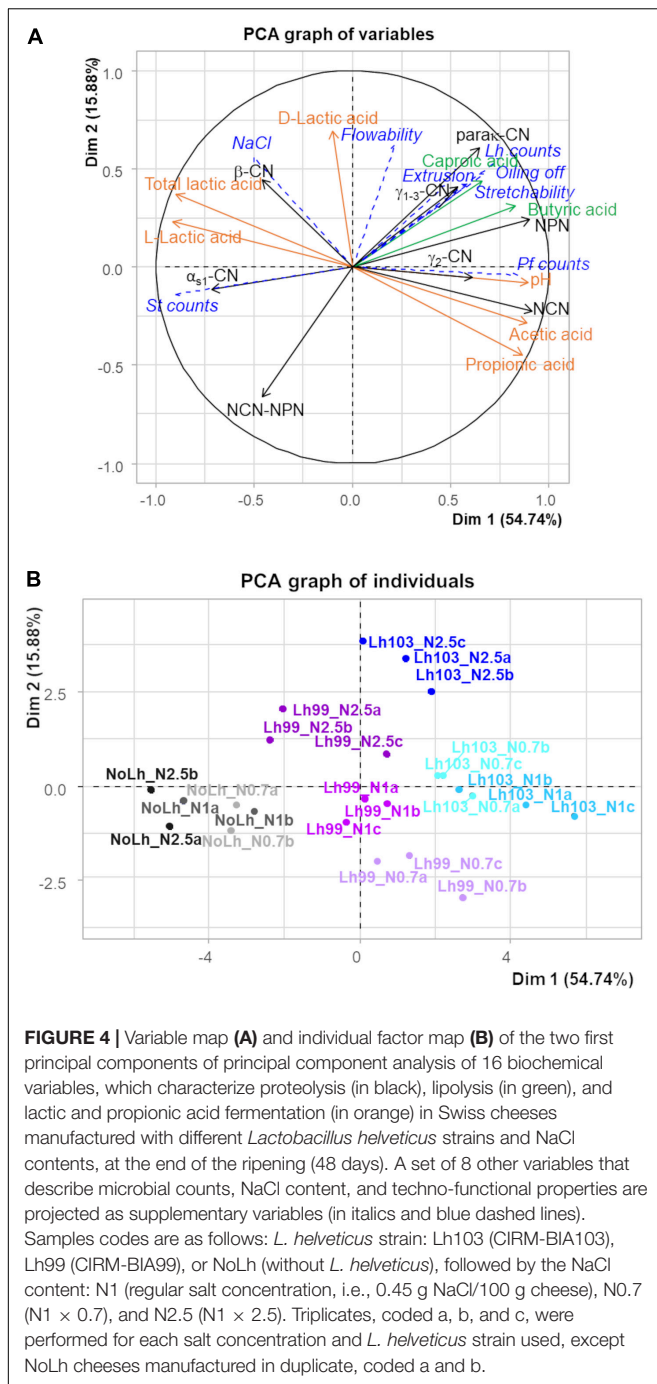 A
PCA graph of variables
Dim 2 (15.88%)
1.0
0.5
0.0
-0.5
-1.0
D-Lactic acid
NaCl
Flowability
paraκ-CN
Lh counts
β-CN
Caproic acid
Oiling off
Extrusion
Total lactic acid
γ1-3-CN
Stretchability
Butyric acid
L-Lactic acid
NPN
γ2-CN
Pf counts
αs1-CN
pH
St counts
NCN
Acetic acid
Propionic acid
NCN-NPN
-1.0 -0.5 0.0 0.5 1.0
Dim 1 (54.74%)
B
PCA graph of individuals
Dim 2 (15.88%)
2.5
0.0
-2.5
Lh103_N2.5c
Lh103_N2.5a
Lh103_N2.5b
Lh99_N2.5a
Lh99_N2.5b
Lh99_N2.5c
Lh103_N0.7b
Lh103_N0.7c
NoLh_N2.5b
NoLh_N0.7a
Lh99_N1a
Lh103_N1b
NoLh_N1a
Lh103_N1a
Lh103_N0.7a
NoLh_N1b
Lh99_N1b
Lh103_N1c
NoLh_N2.5a
NoLh_N0.7b
Lh99_N1c
Lh99_N0.7c
Lh99_N0.7a
Lh99_N0.7b
-4 0 4
Dim 1 (54.74%)
FIGURE 4 | Variable map (A) and individual factor map (B) of the two first
principal components of principal component analysis of 16 biochemical
variables, which characterize proteolysis (in black), lipolysis (in green), and
lactic and propionic acid fermentation (in orange) in Swiss cheeses
manufactured with different Lactobacillus helveticus strains and NaCl
contents, at the end of the ripening (48 days). A set of 8 other variables that
describe microbial counts, NaCl content, and techno-functional properties are
projected as supplementary variables (in italics and blue dashed lines).
Samples codes are as follows: L. helveticus strain: Lh103 (CIRM-BIA103),
Lh99 (CIRM-BIA99), or NoLh (without L. helveticus), followed by the NaCl
content: N1 (regular salt concentration, i.e., 0.45 g NaCl/100 g cheese), N0.7
(N1 × 0.7), and N2.5 (N1 × 2.5). Triplicates, coded a, b, and c, were
performed for each salt concentration and L. helveticus strain used, except
NoLh cheeses manufactured in duplicate, coded a and b.